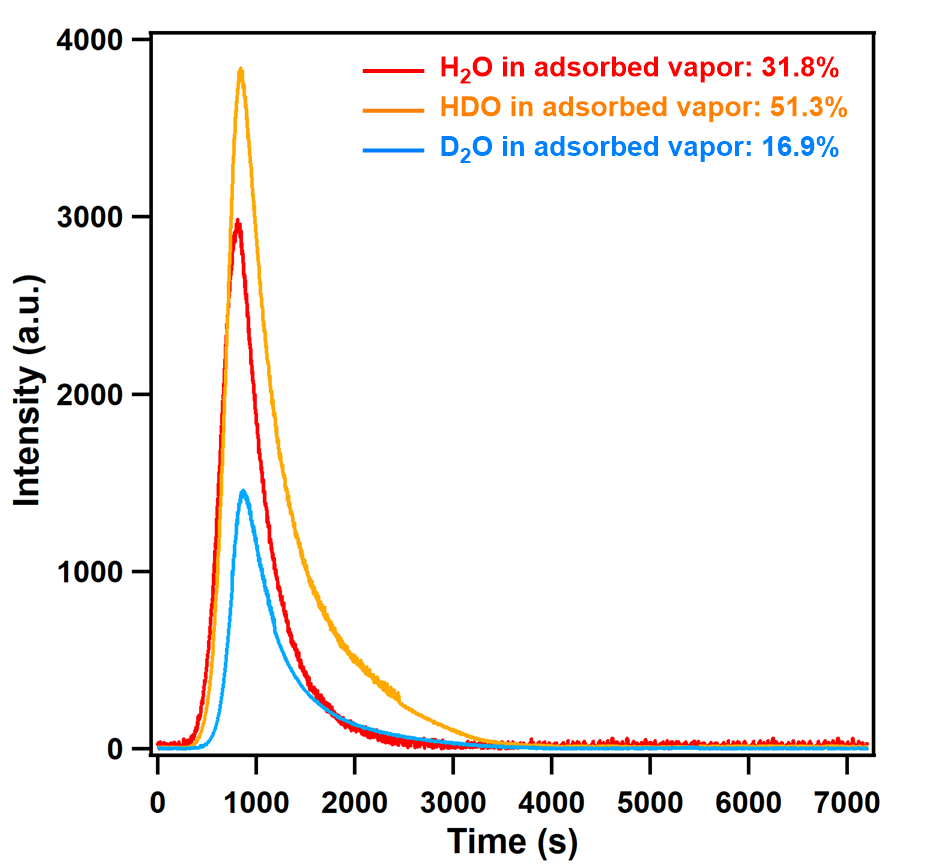 H₂O in adsorbed vapor: 31.8%
HDO in adsorbed vapor: 51.3%
D₂O in adsorbed vapor: 16.9%
Intensity (a.u.)
4000
3000
2000
1000
0
0 1000 2000 3000 4000 5000 6000 7000
Time (s)